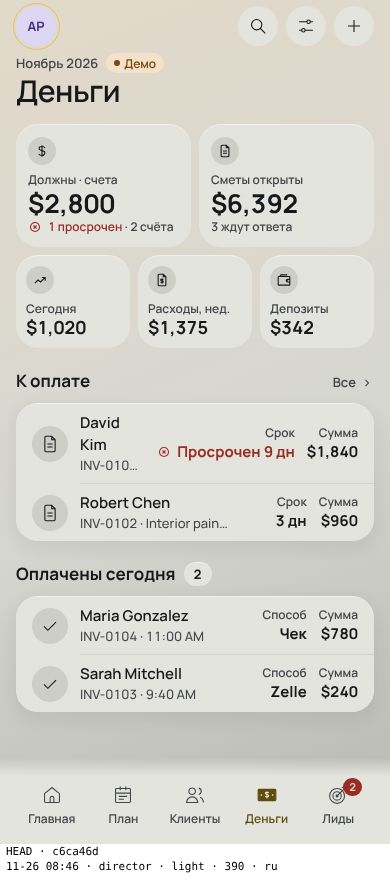 AP
Ноябрь 2026
Демо
Деньги
Должны · счета
$2,800
1 просрочен · 2 счёта
Сметы открыты
$6,392
3 ждут ответа
Сегодня
$1,020
Расходы, нед.
$1,375
Депозиты
$342
К оплате
Все
David
Kim
INV-010…
Срок
Просрочен 9 дн
Сумма
$1,840
Robert Chen
INV-0102 · Interior pain…
Срок
3 дн
Сумма
$960
Оплачены сегодня
2
Maria Gonzalez
INV-0104 · 11:00 AM
Способ
Чек
Сумма
$780
Sarah Mitchell
INV-0103 · 9:40 AM
Способ
Zelle
Сумма
$240
Главная
План
Клиенты
Деньги
2
Лиды
HEAD · c6ca46d
11-26 08:46 · director · light · 390 · ru